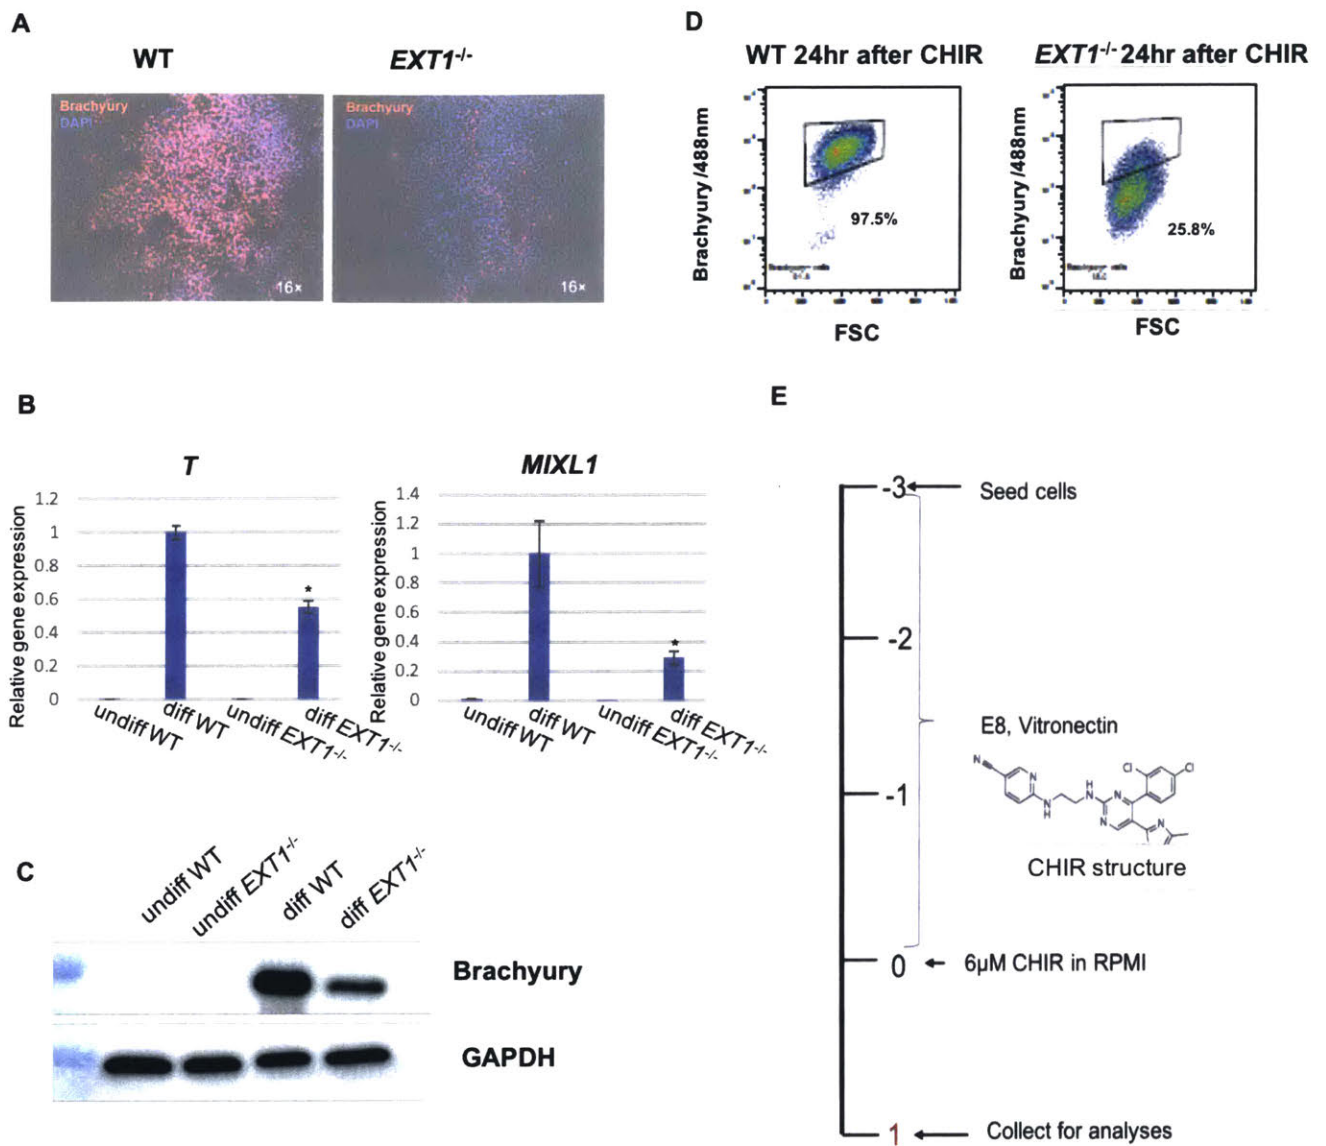 A
WT
EXT1-/-
Brachyury
DAPI
16×
Brachyury
DAPI
16×
B
T
Relative gene expression
1.2
1
0.8
0.6
0.4
0.2
0
*
undiff WT
diff WT
undiff EXT1-/-
diff EXT1-/-
MIXL1
Relative gene expression
1.4
1.2
1
0.8
0.6
0.4
0.2
0
*
undiff WT
diff WT
undiff EXT1-/-
diff EXT1-/-
C
undiff WT
undiff EXT1-/-
diff WT
diff EXT1-/-
Brachyury
GAPDH
D
WT 24hr after CHIR
Brachyury /488nm
97.5%
FSC
EXT1-/- 24hr after CHIR
Brachyury /488nm
25.8%
FSC
E
-3
Seed cells
-2
E8, Vitronectin
-1
N
N
N
H
H
N
N
N
Cl
Cl
N
CHIR structure
0
6µM CHIR in RPMI
1
Collect for analyses